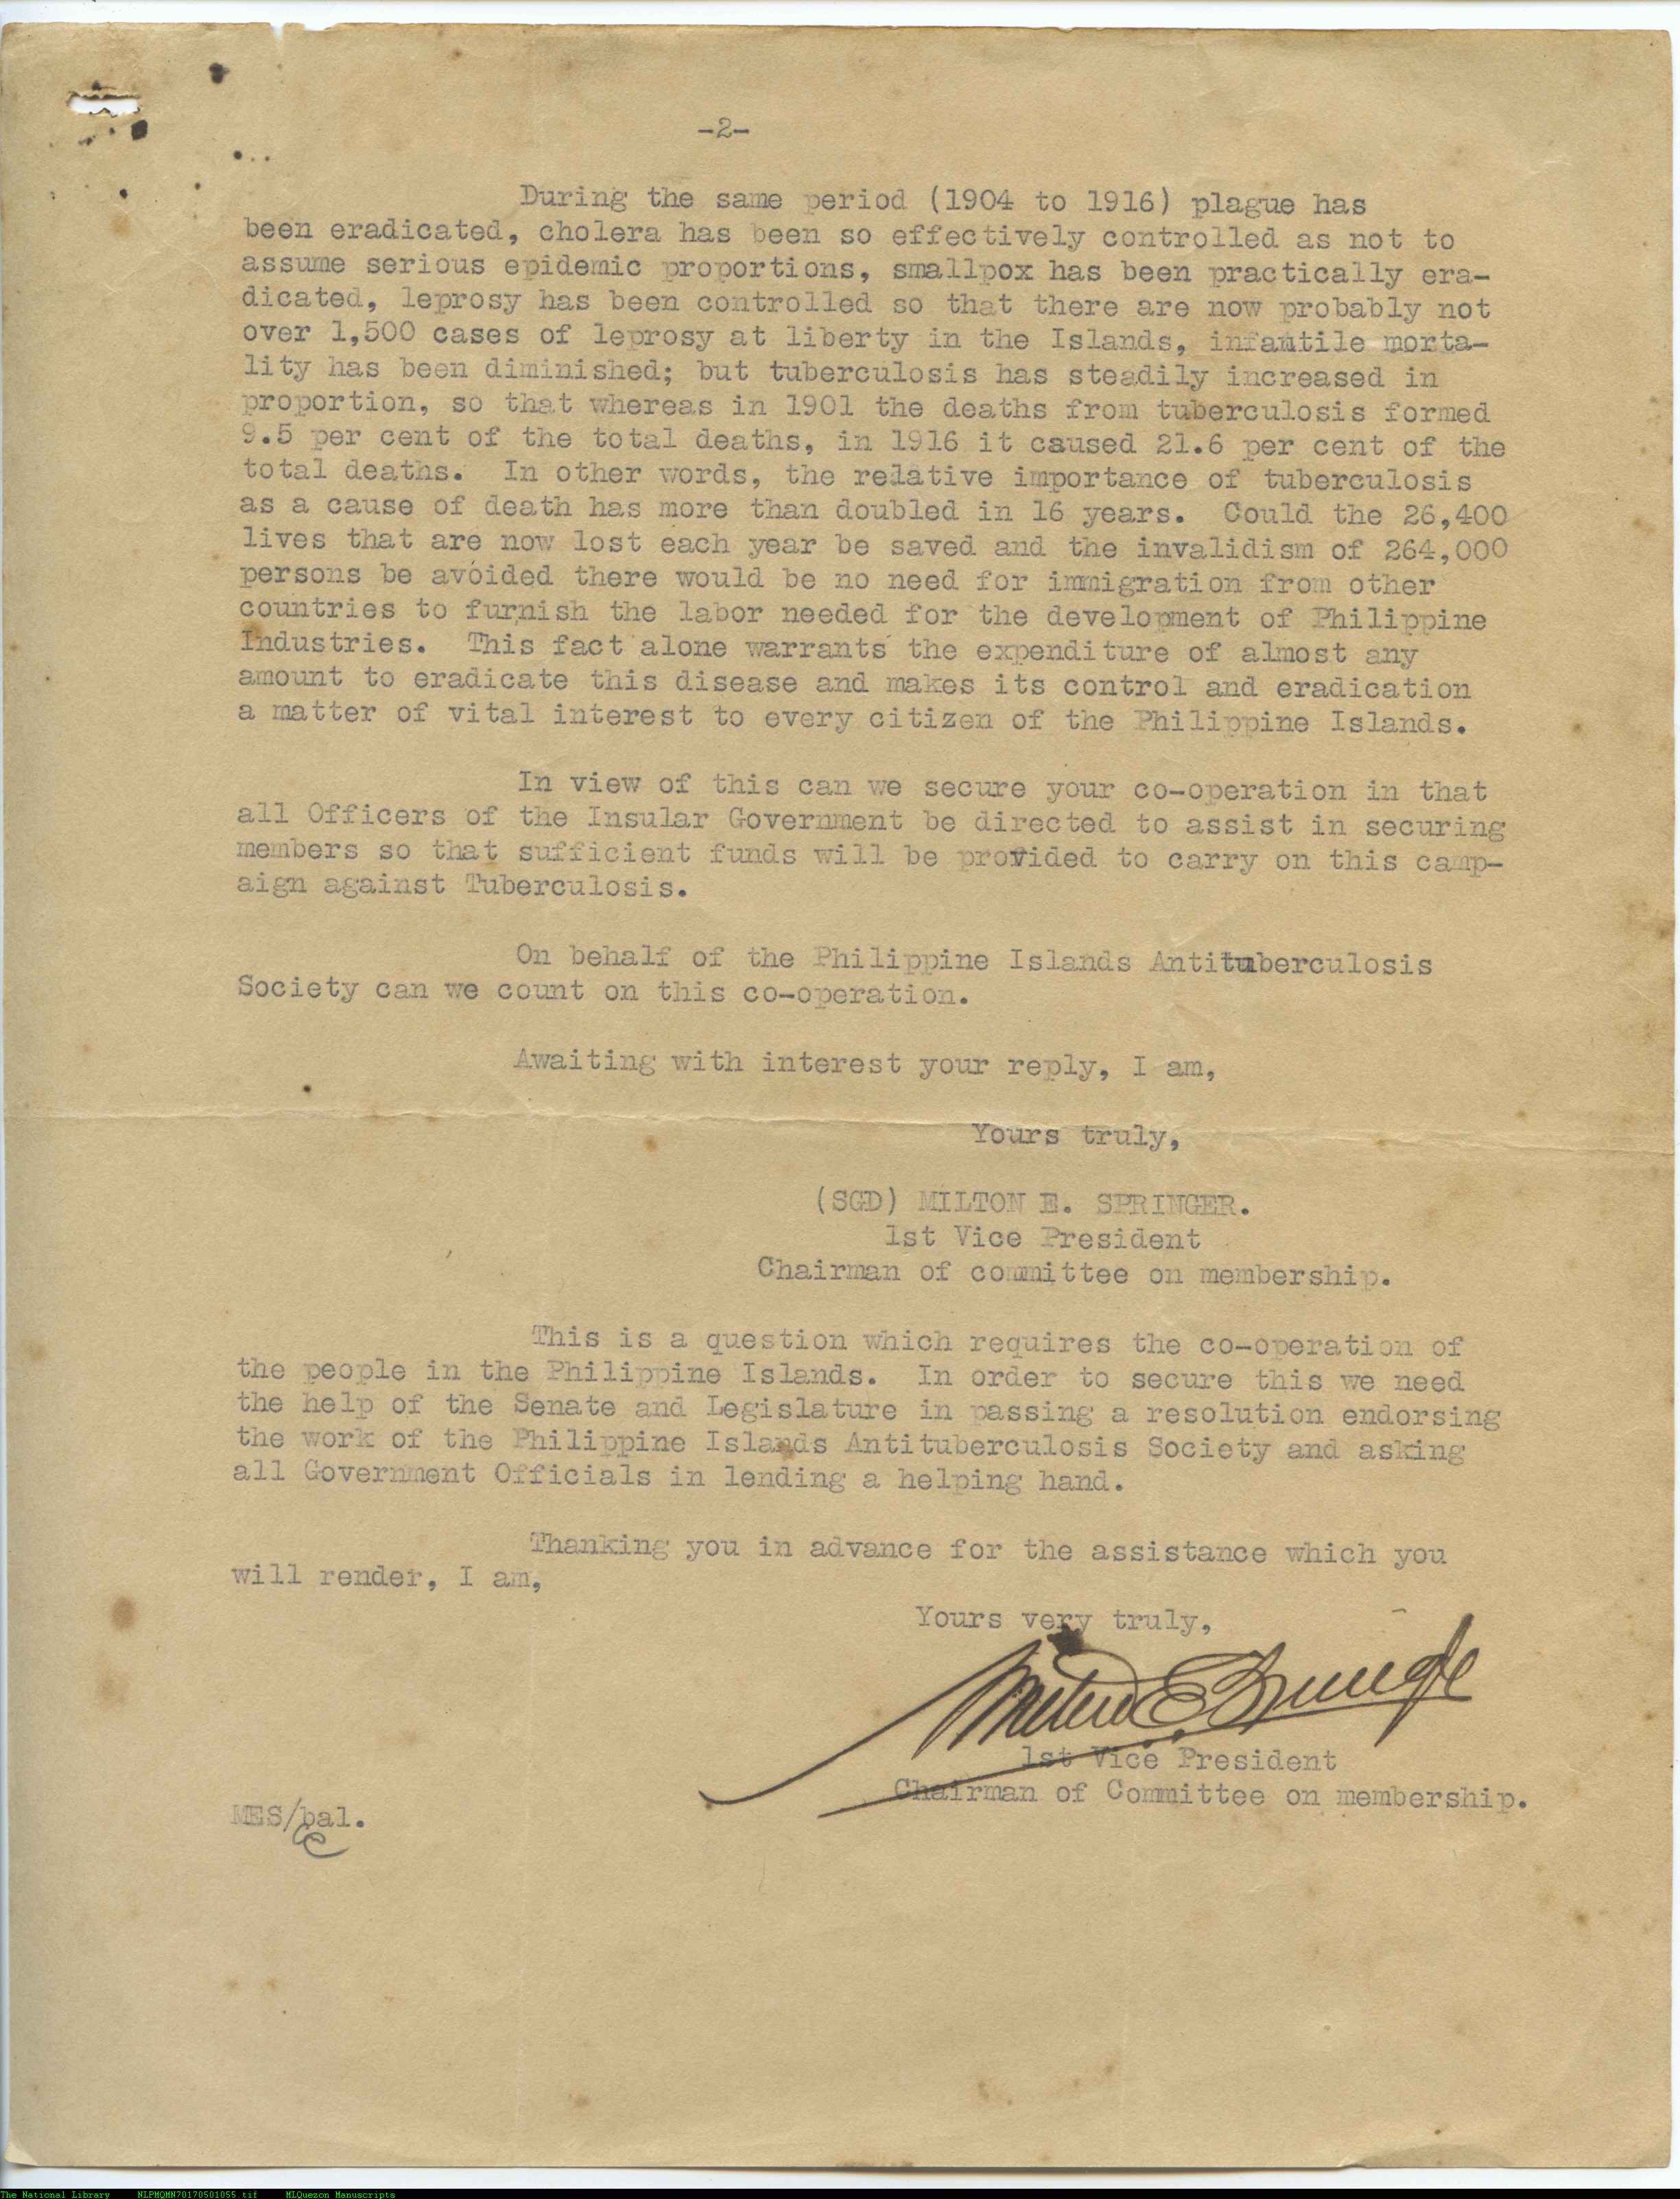 -2-
During the same period (1904 to 1916) plague has
been eradicated, cholera has been so effectively controlled as not to
assume serious epidemic proportions, smallpox has been practically era-
dicated, leprosy has been controlled so that there are now probably not
over 1,500 cases of leprosy at liberty in the Islands, infantile morta-
lity has been diminished; but tuberculosis has steadily increased in
proportion, so that whereas in 1901 the deaths from tuberculosis formed
9.5 per cent of the total deaths, in 1916 it caused 21.6 per cent of the
total deaths. In other words, the relative importance of tuberculosis
as a cause of death has more than doubled in 16 years. Could the 26,400
lives that are now lost each year be saved and the invalidism of 264,000
persons be avoided there would be no need for immigration from other
countries to furnish the labor needed for the development of Philippine
Industries. This fact alone warrants the expenditure of almost any
amount to eradicate this disease and makes its control and eradication
a matter of vital interest to every citizen of the Philippine Islands.
In view of this can we secure your co-operation in that
all Officers of the Insular Government be directed to assist in securing
members so that sufficient funds will be provided to carry on this camp-
aign against Tuberculosis.
On behalf of the Philippine Islands Antituberculosis
Society can we count on this co-operation.
Awaiting with interest your reply, I am,
Yours truly,
(SGD) MILTON E. SPRINGER.
1st Vice President
Chairman of committee on membership.
This is a question which requires the co-operation of
the people in the Philippine Islands. In order to secure this we need
the help of the Senate and Legislature in passing a resolution endorsing
the work of the Philippine Islands Antituberculosis Society and asking
all Government Officials in lending a helping hand.
Thanking you in advance for the assistance which you
will render, I am,
Yours very truly,
Milton E. Springer
1st Vice President
Chairman of Committee on membership.
MES/bal.
The National Library NLPMQMN70170501055.tif MLQuezon Manuscripts